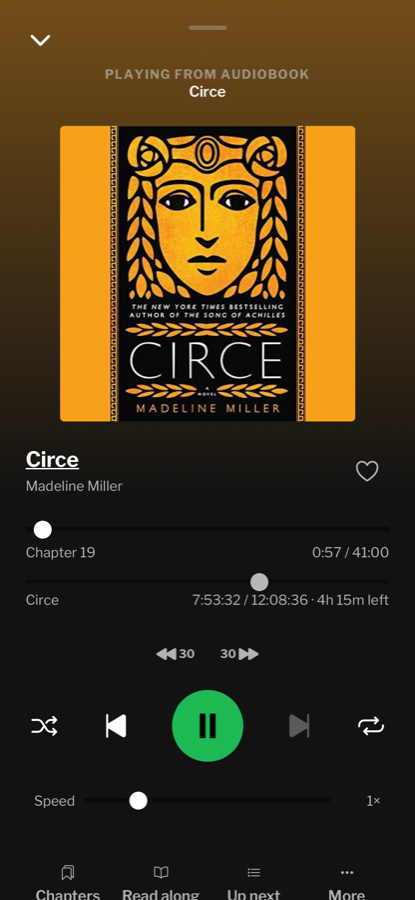 PLAYING FROM AUDIOBOOK
Circe
THE NEW YORK TIMES BESTSELLING
AUTHOR OF THE SONG OF ACHILLES
CIRCE
A
NOVEL
MADELINE MILLER
Circe
Madeline Miller
Chapter 19 0:57 / 41:00
Circe 7:53:32 / 12:08:36 · 4h 15m left
30 30
Speed 1×
Chapters Read along Up next More